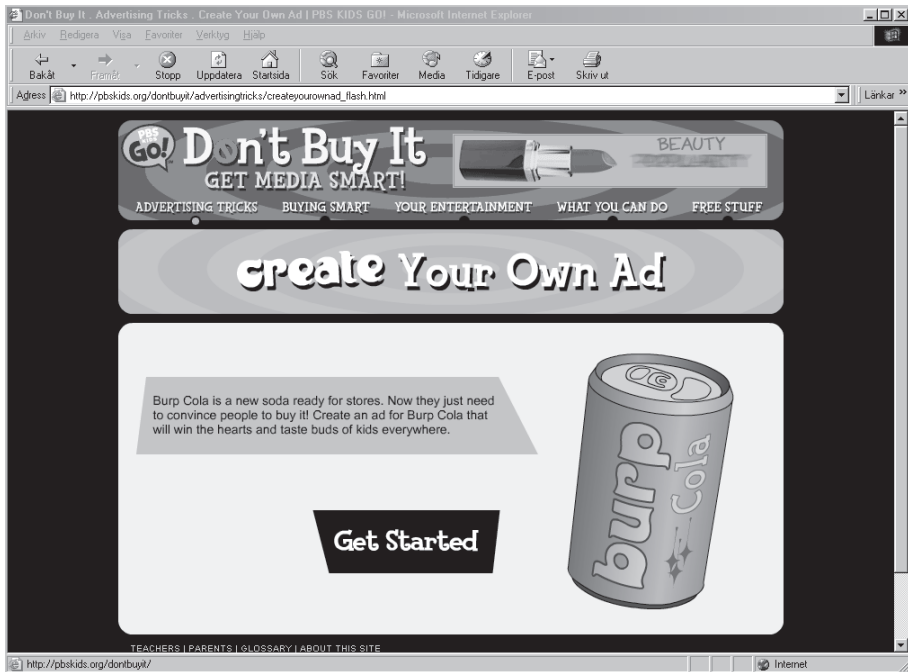 Don't Buy It . Advertising Tricks . Create Your Own Ad | PBS KIDS GO! - Microsoft Internet Explorer
Arkiv Redigera Visa Favoriter Verktyg Hjälp
Bakåt Framåt Stopp Uppdatera Startsida Sök Favoriter Media Tidigare E-post Skriv ut
Adress http://pbskids.org/dontbuyit/advertisingtricks/createyourownad_flash.html Länkar »
PBS KIDS GO! Don't Buy It
GET MEDIA SMART!
BEAUTY
ADVERTISING TRICKS BUYING SMART YOUR ENTERTAINMENT WHAT YOU CAN DO FREE STUFF
create Your Own Ad
Burp Cola is a new soda ready for stores. Now they just need
to convince people to buy it! Create an ad for Burp Cola that
will win the hearts and taste buds of kids everywhere.
burp
Cola
Get Started
TEACHERS | PARENTS | GLOSSARY | ABOUT THIS SITE
http://pbskids.org/dontbuyit/ Internet